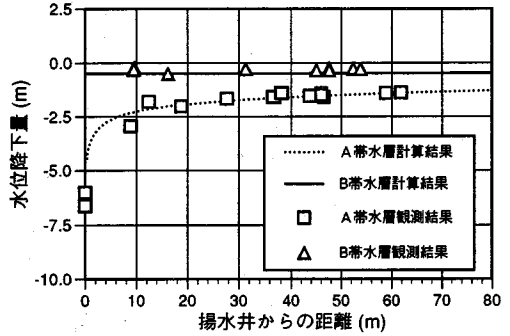 水位降下量 (m)
2.5
0.0
-2.5
-5.0
-7.5
-10.0
A帯水層計算結果
B帯水層計算結果
A帯水層観測結果
B帯水層観測結果
0 10 20 30 40 50 60 70 80
揚水井からの距離 (m)